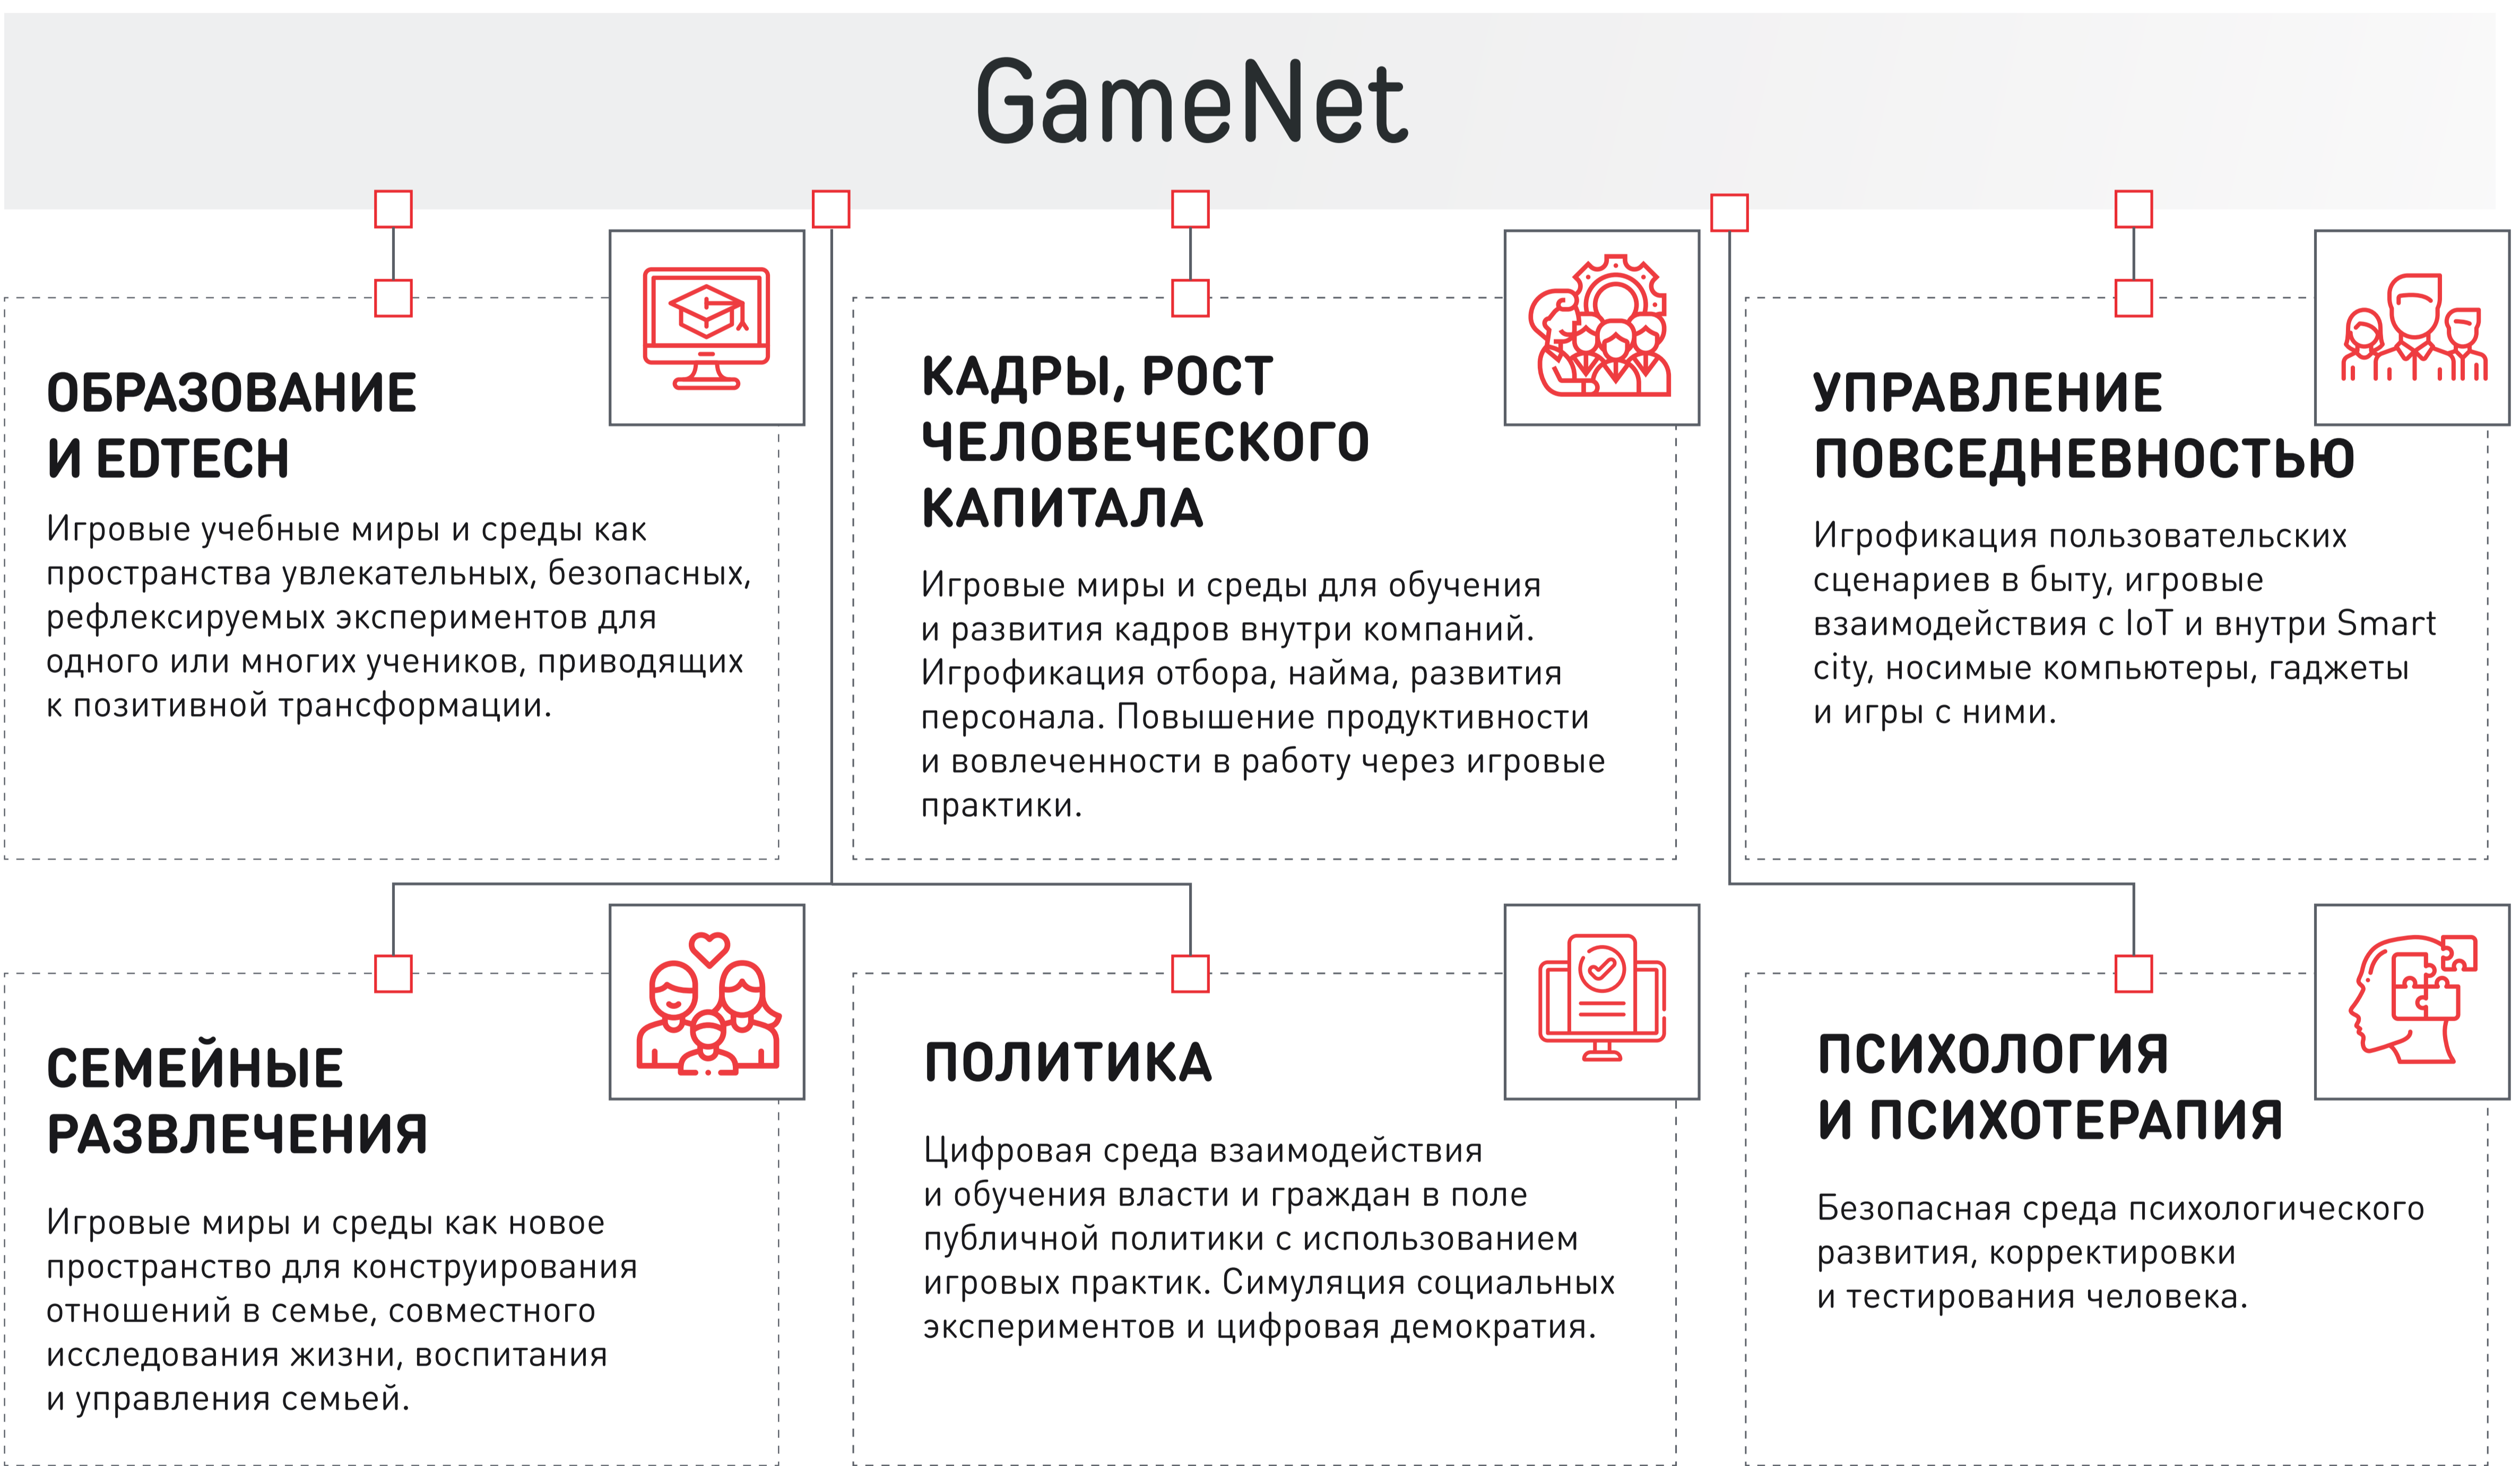 GameNet
ОБРАЗОВАНИЕ
И EDTECH
Игровые учебные миры и среды как
пространства увлекательных, безопасных,
рефлексируемых экспериментов для
одного или многих учеников, приводящих
к позитивной трансформации.
КАДРЫ, РОСТ
ЧЕЛОВЕЧЕСКОГО
КАПИТАЛА
Игровые миры и среды для обучения
и развития кадров внутри компаний.
Игрофикация отбора, найма, развития
персонала. Повышение продуктивности
и вовлеченности в работу через игровые
практики.
УПРАВЛЕНИЕ
ПОВСЕДНЕВНОСТЬЮ
Игрофикация пользовательских
сценариев в быту, игровые
взаимодействия с IoT и внутри Smart
city, носимые компьютеры, гаджеты
и игры с ними.
СЕМЕЙНЫЕ
РАЗВЛЕЧЕНИЯ
Игровые миры и среды как новое
пространство для конструирования
отношений в семье, совместного
исследования жизни, воспитания
и управления семьей.
ПОЛИТИКА
Цифровая среда взаимодействия
и обучения власти и граждан в поле
публичной политики с использованием
игровых практик. Симуляция социальных
экспериментов и цифровая демократия.
ПСИХОЛОГИЯ
И ПСИХОТЕРАПИЯ
Безопасная среда психологического
развития, корректировки
и тестирования человека.